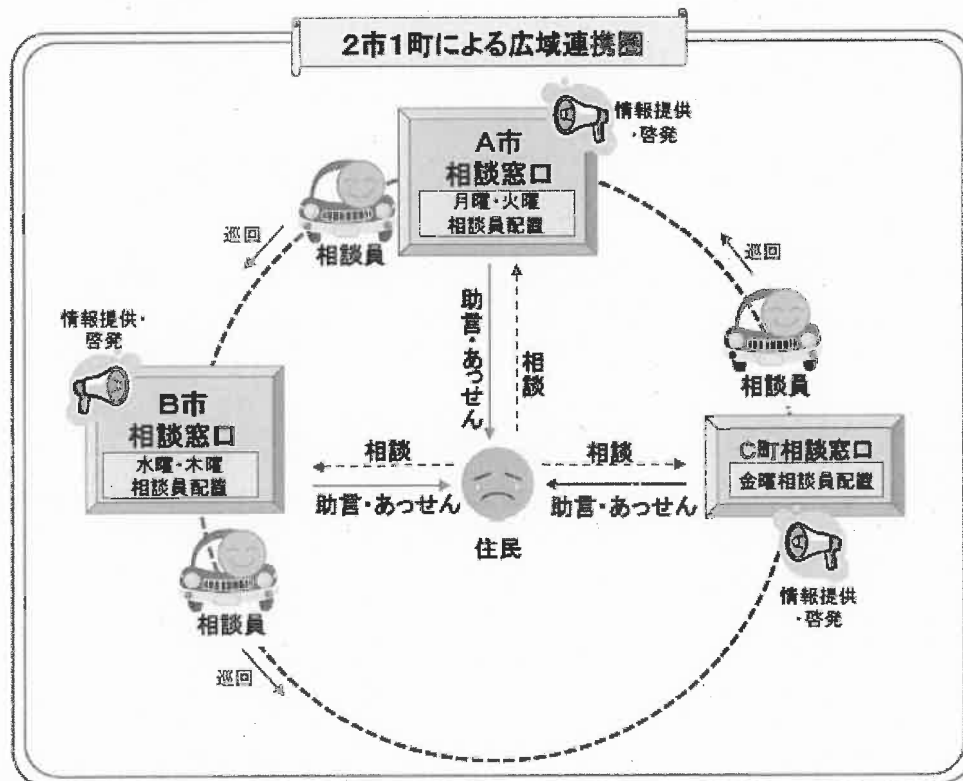 2市1町による広域連携圏
情報提供
・啓発
A市
相談窓口
月曜・火曜
相談員配置
相談員
巡回
巡回
相談員
助言・あっせん
相談
情報提供・
啓発
B市
相談窓口
水曜・木曜
相談員配置
相談
助言・あっせん
相談
助言・あっせん
C町相談窓口
金曜相談員配置
住民
相談員
巡回
情報提供
・啓発